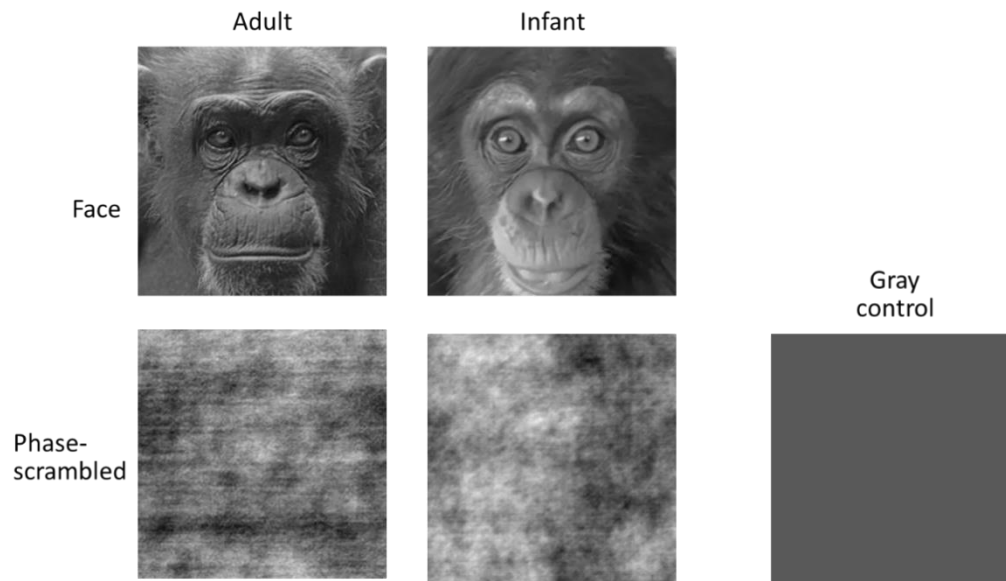 Adult
Infant
Face
Gray
control
Phase-
scrambled